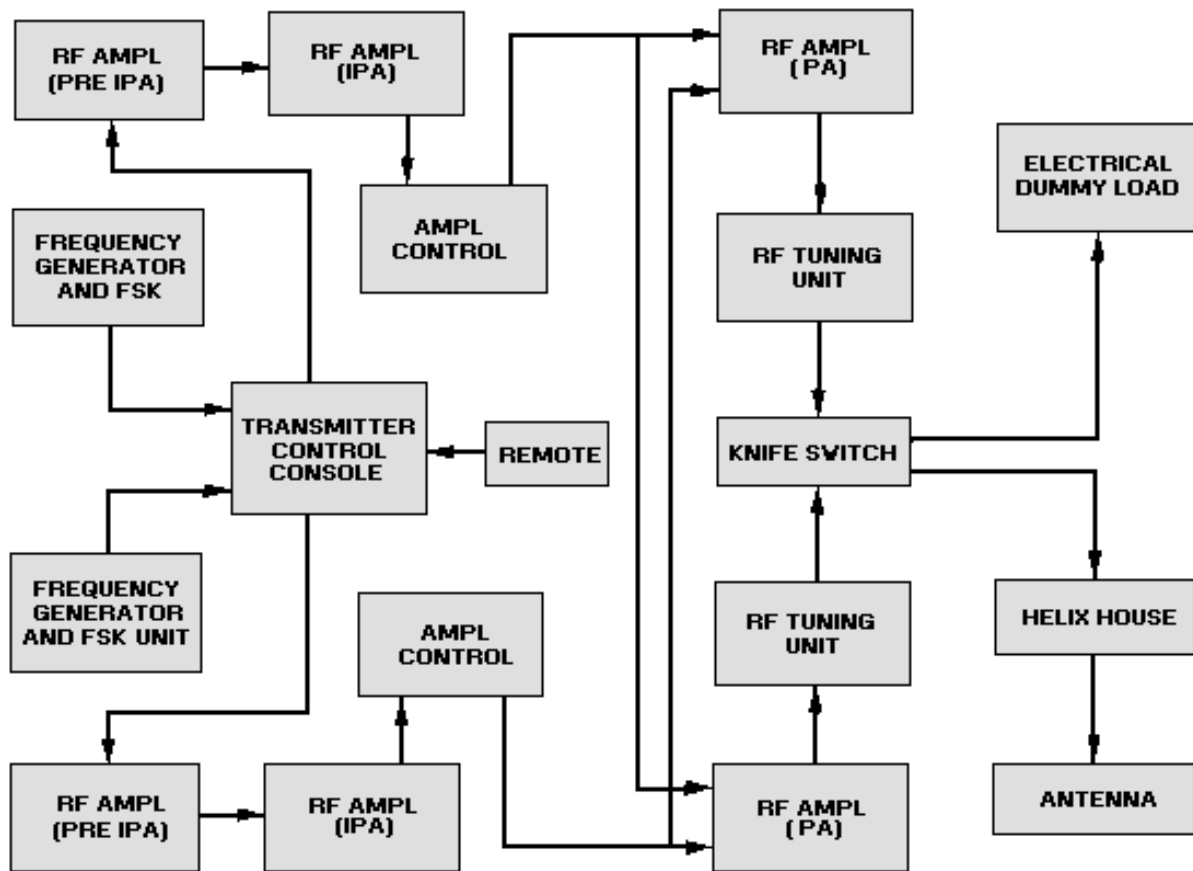 RF AMPL
(PRE IPA)
RF AMPL
(IPA)
RF AMPL
(PA)
ELECTRICAL
DUMMY LOAD
AMPL
CONTROL
FREQUENCY
GENERATOR
AND FSK
RF TUNING
UNIT
TRANSMITTER
CONTROL
CONSOLE
REMOTE
KNIFE SWITCH
FREQUENCY
GENERATOR
AND FSK UNIT
AMPL
CONTROL
RF TUNING
UNIT
HELIX HOUSE
RF AMPL
(PRE IPA)
RF AMPL
(IPA)
RF AMPL
(PA)
ANTENNA